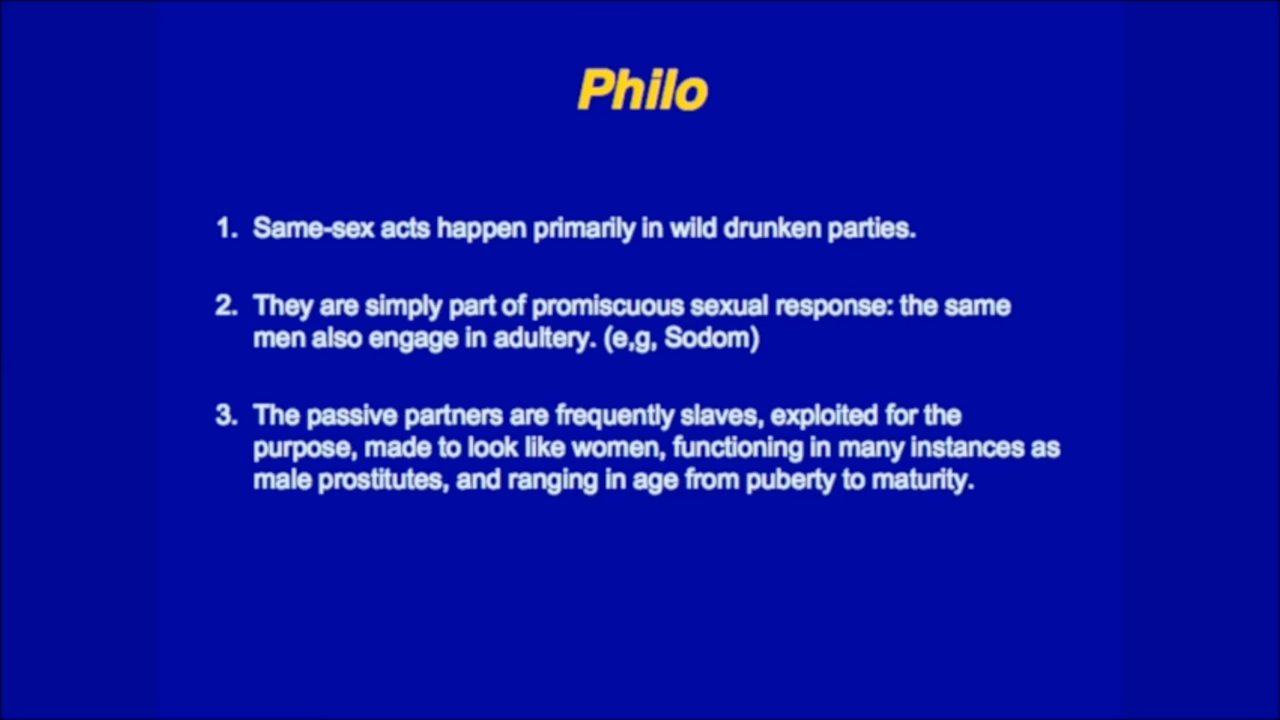 Philo
1. Same-sex acts happen primarily in wild drunken parties.
2. They are simply part of promiscuous sexual response: the same
men also engage in adultery. (e,g, Sodom)
3. The passive partners are frequently slaves, exploited for the
purpose, made to look like women, functioning in many instances as
male prostitutes, and ranging in age from puberty to maturity.